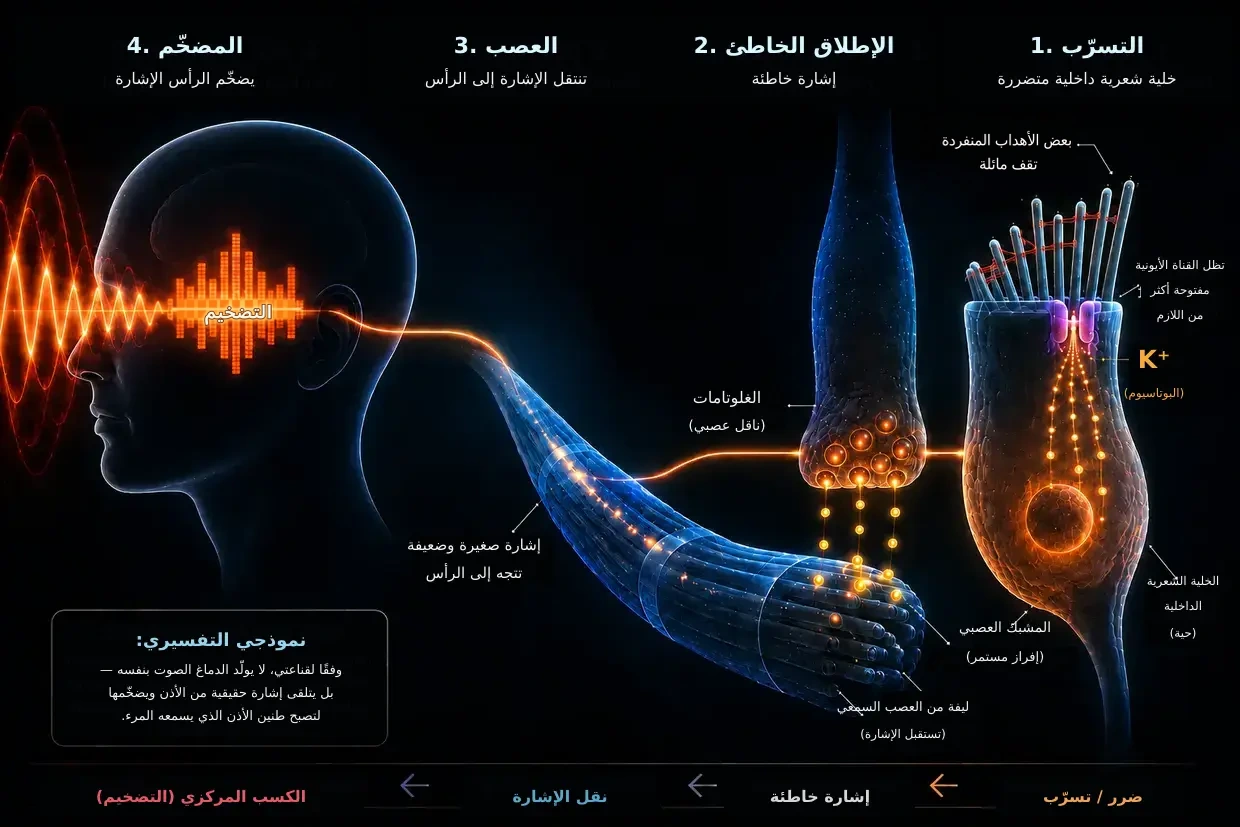 1. التسرّب
خلية شعرية داخلية متضررة
2. الإطلاق الخاطئ
إشارة خاطئة
3. العصب
تنتقل الإشارة إلى الرأس
4. المضخّم
يضخّم الرأس الإشارة
بعض الأهداب المنفردة
تقف مائلة
تظل القناة الأيونية
مفتوحة أكثر
من اللازم
K⁺
(البوتاسيوم)
الخلية الشعرية
الداخلية
(حية)
الغلوتامات
(ناقل عصبي)
المشبك العصبي
(إفراز مستمر)
ليفة من العصب السمعي
(تستقبل الإشارة)
إشارة صغيرة وضعيفة
تتجه إلى الرأس
التضخيم
نموذجي التفسيري:
وفقًا لقناعتي، لا يولّد الدماغ الصوت بنفسه —
بل يتلقى إشارة حقيقية من الأذن ويضخّمها
لتصبح طنين الأذن الذي يسمعه المرء.
ضرر / تسرّب ← إشارة خاطئة ← نقل الإشارة ← الكسب المركزي (التضخيم)